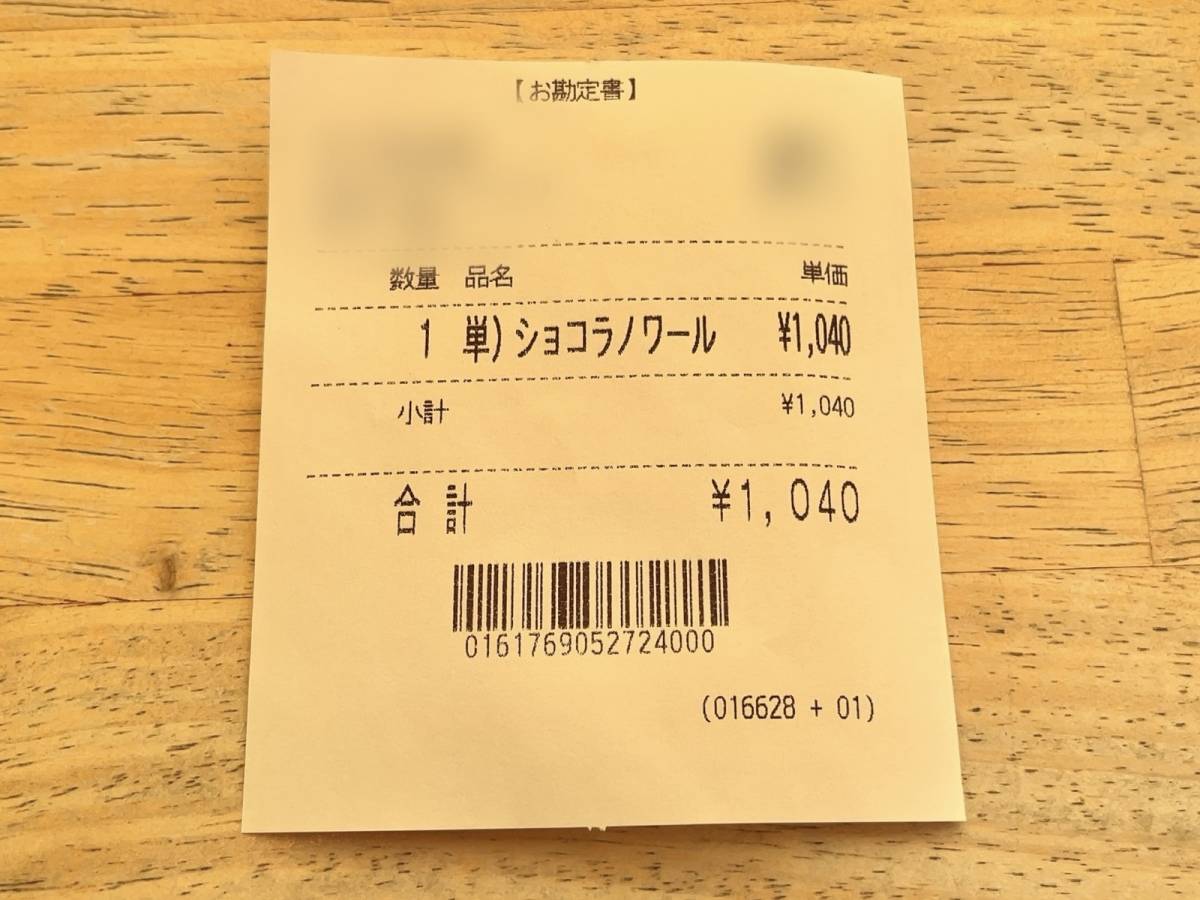 【お勘定書】
数量 品名 単価
1 単)ショコラノワール ¥1,040
小計 ¥1,040
合計 ¥1,040
0161769052724000
(016628 + 01)